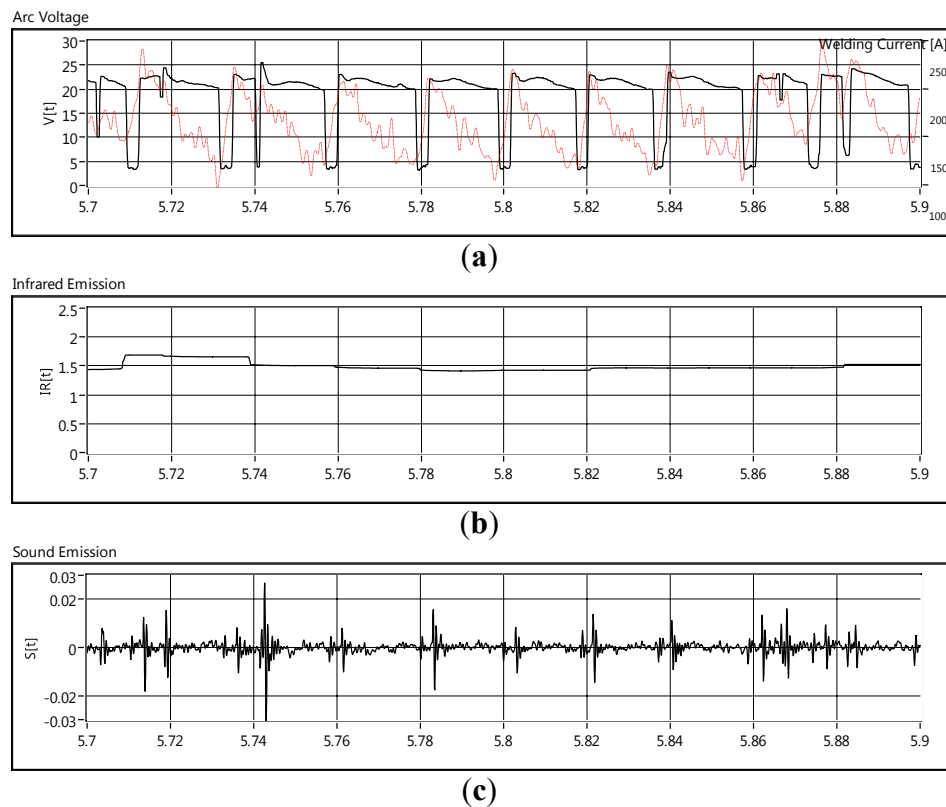 Arc Voltage
Welding Current [A]
V[t]
30
25
20
15
10
5
0
250
200
150
100
5.7 5.72 5.74 5.76 5.78 5.8 5.82 5.84 5.86 5.88 5.9
(a)
Infrared Emission
IR[t]
2.5
2
1.5
1
0.5
0
5.7 5.72 5.74 5.76 5.78 5.8 5.82 5.84 5.86 5.88 5.9
(b)
Sound Emission
S[t]
0.03
0.02
0
-0.02
-0.03
5.7 5.72 5.74 5.76 5.78 5.8 5.82 5.84 5.86 5.88 5.9
(c)